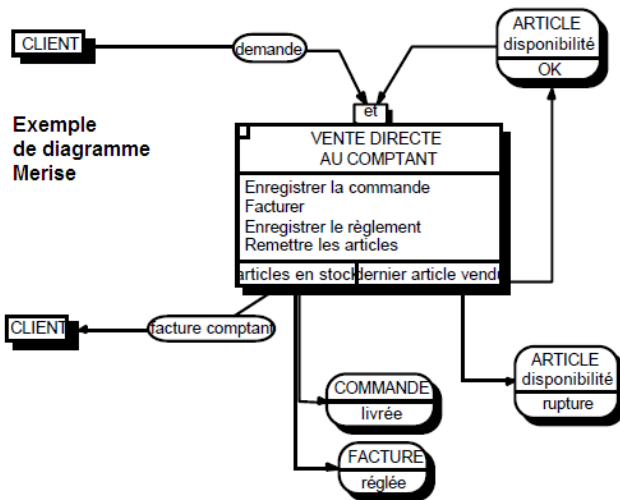 CLIENT
demande
ARTICLE
disponibilité
OK
Exemple
de diagramme
Merise
et
VENTE DIRECTE
AU COMPTANT
Enregistrer la commande
Facturer
Enregistrer le règlement
Remettre les articles
articles en stock
dernier article vendu
CLIENT
facture comptant
ARTICLE
disponibilité
rupture
COMMANDE
livrée
FACTURE
réglée